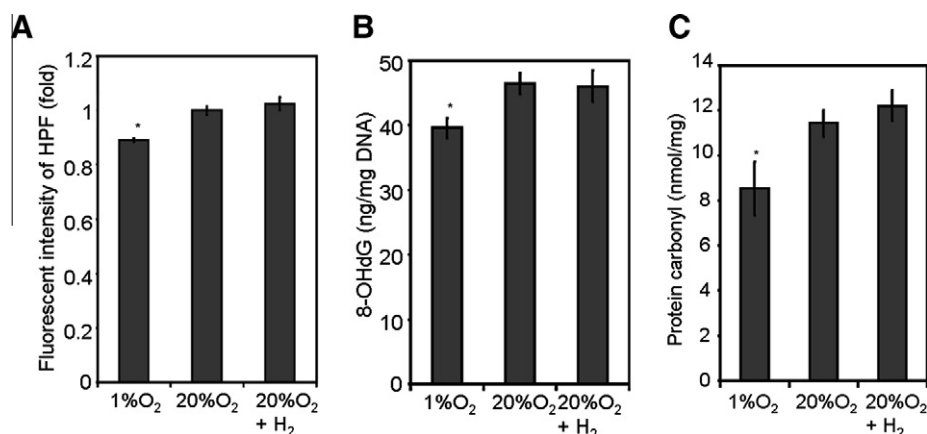 A
Fluorescent intensity of HPF (fold)
1.2
1
0.8
0.6
0.4
0.2
0
*
1%O₂
20%O₂
20%O₂
+ H₂
B
8-OHdG (ng/mg DNA)
50
40
30
20
10
0
*
1%O₂
20%O₂
20%O₂
+ H₂
C
Protein carbonyl (nmol/mg)
14
12
10
8
6
4
2
0
*
1%O₂
20%O₂
20%O₂
+ H₂